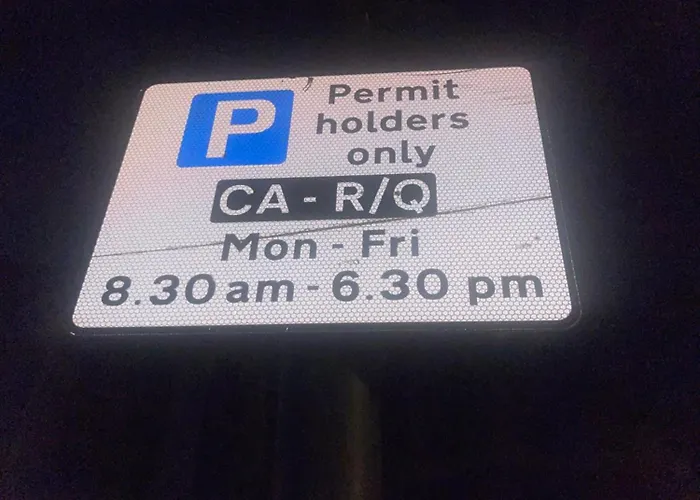 P
Permit
holders
only
CA - R/Q
Mon - Fri
8.30 am - 6.30 pm